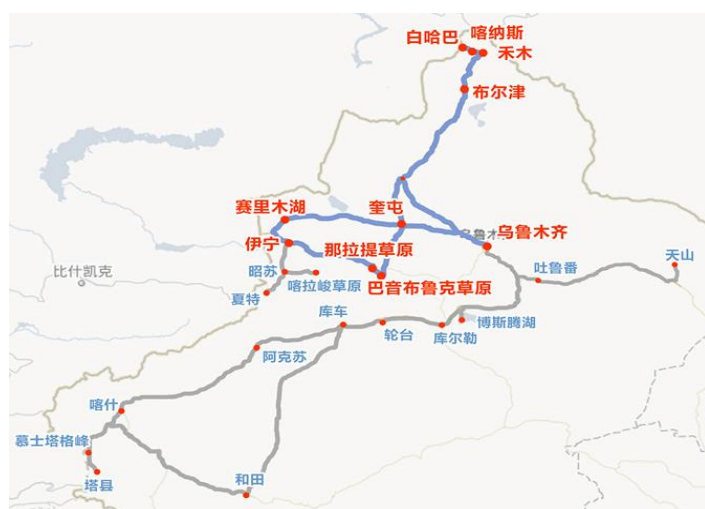 喀纳斯
白哈巴
禾木
布尔津
赛里木湖
奎屯
乌鲁木齐
伊宁
那拉提草原
天山
昭苏
比什凯克
喀拉峻草原
巴音布鲁克草原
吐鲁番
夏特
库车
轮台
库尔勒
博斯腾湖
阿克苏
喀什
慕士塔格峰
塔县
和田